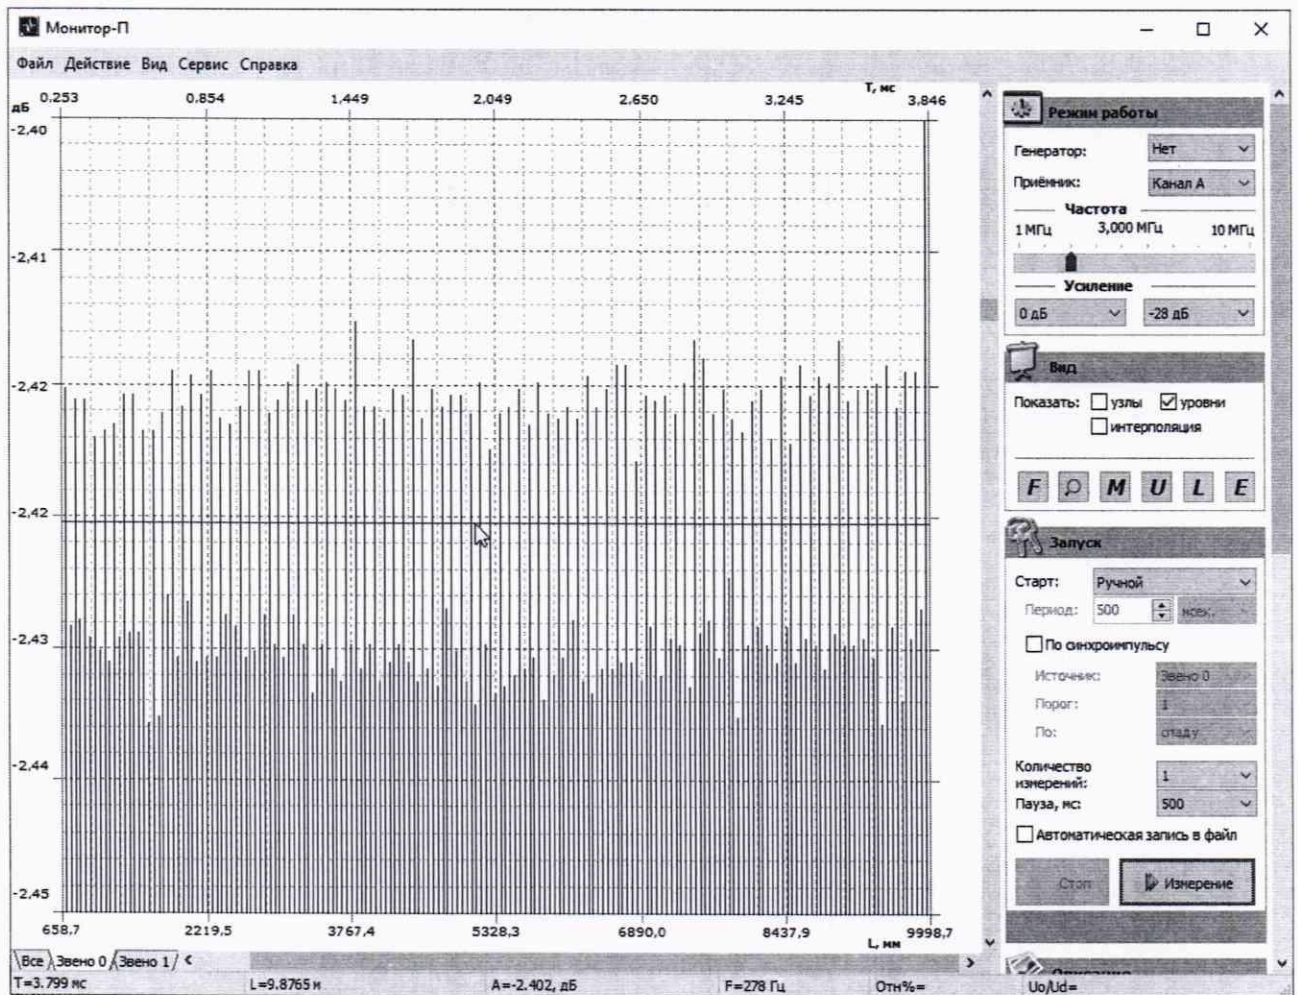 Монитор-П
Файл Действие Вид Сервис Справка
дБ 0,253 0,854 1,449 2,049 2,650 3,245 T, мс 3,846
-2,40
-2,41
-2,42
-2,42
-2,43
-2,44
-2,45
658,7 2219,5 3767,4 5328,3 6890,0 8437,9 L, мм 9998,7
Все Звено 0 Звено 1
T=3.799 мс L=9.8765 м A=-2.402, дБ F=278 Гц Отн%= Uo/Ud=
Режим работы
Генератор: Нет
Приёмник: Канал А
Частота
1 МГц 3,000 МГц 10 МГц
Усиление
0 дБ -28 дБ
Вид
Показать: узлы уровни
интерполяция
F M U L E
Запуск
Старт: Ручной
Период: 500 мсек.
По синхроимпульсу
Источник: Звено 0
Порог: 1
По: спаду
Количество
измерений: 1
Пауза, мс: 500
Автоматическая запись в файл
Стоп Измерение
Описание